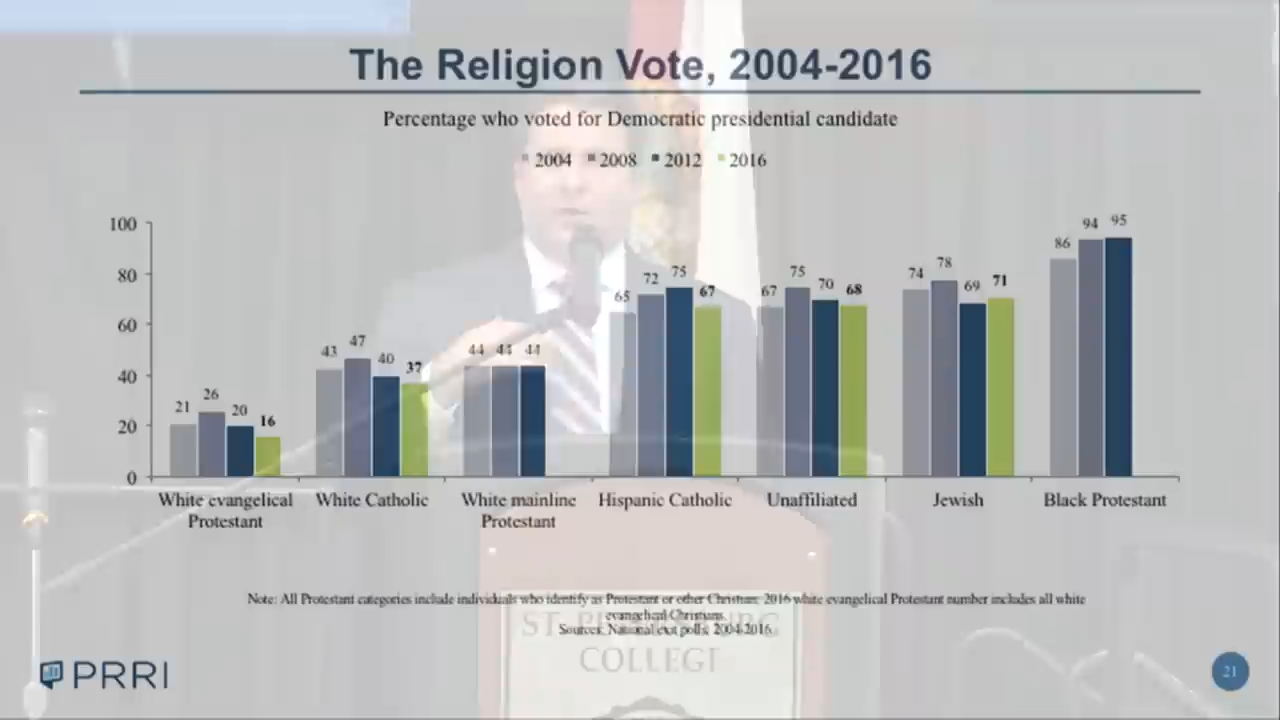 The Religion Vote, 2004-2016
Percentage who voted for Democratic presidential candidate
2004 2008 2012 2016
100
80
60
40
20
0
21 26 20 16
43 47 40 37
44 44 44
65 72 75 67
67 75 70 68
74 78 69 71
86 94 95
White evangelical
Protestant
White Catholic
White mainline
Protestant
Hispanic Catholic
Unaffiliated
Jewish
Black Protestant
Note: All Protestant categories include individuals who identify as Protestant or other Christian; 2016 white evangelical Protestant number includes all white
evangelical Christians.
Sources: National exit polls, 2004-2016.
ST. PETERSBURG
COLLEGE
PRRI
21